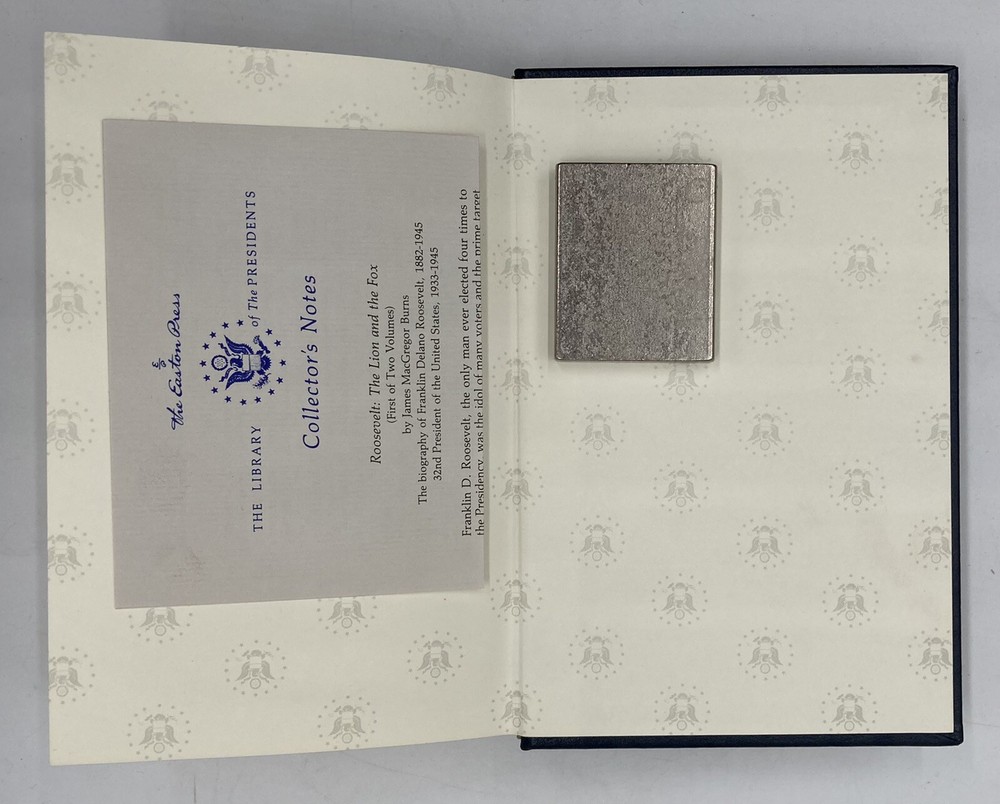 The Easton Press
THE LIBRARY of The PRESIDENTS
Collector's Notes
Roosevelt: The Lion and the Fox
(First of Two Volumes)
by James MacGregor Burns
The biography of Franklin Delano Roosevelt, 1882-1945
32nd President of the United States, 1933-1945
Franklin D. Roosevelt, the only man ever elected four times to
the Presidency, was the idol of many voters and the prime target